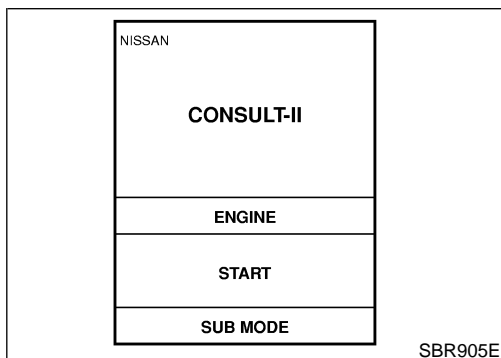 NISSAN
CONSULT-II
ENGINE
START
SUB MODE
SBR905E